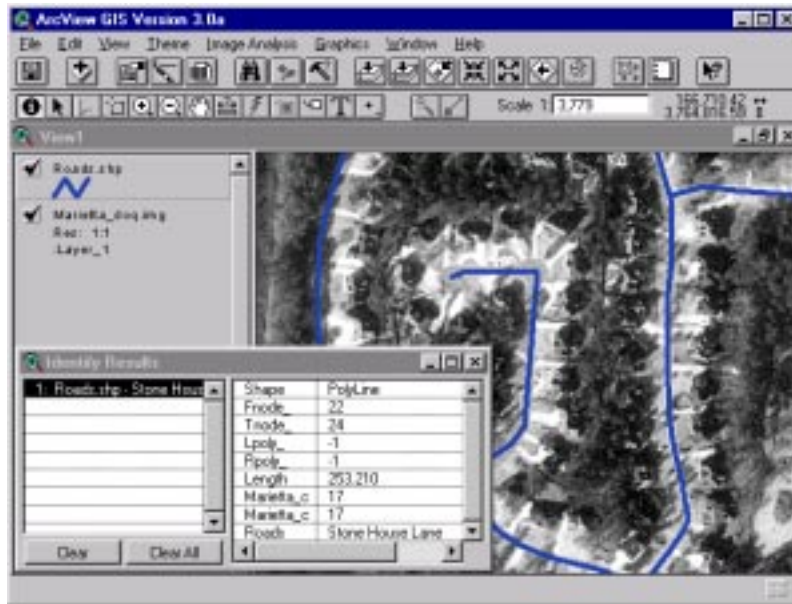 ArcView GIS Version 3.0a
File Edit View Theme Image Analysis Graphics Window Help
Scale 1: 3,779
View1
Roads.shp
Marietta_doq.img
Res: 1:1
Layer_1
Identify Results
1: Roads.shp - Stone Hous
Shape PolyLine
Fnode_ 22
Tnode_ 24
Lpoly_ -1
Rpoly_ -1
Length 253.210
Marietta_c 17
Marietta_c 17
Roads Stone House Lane
Clear
Clear All